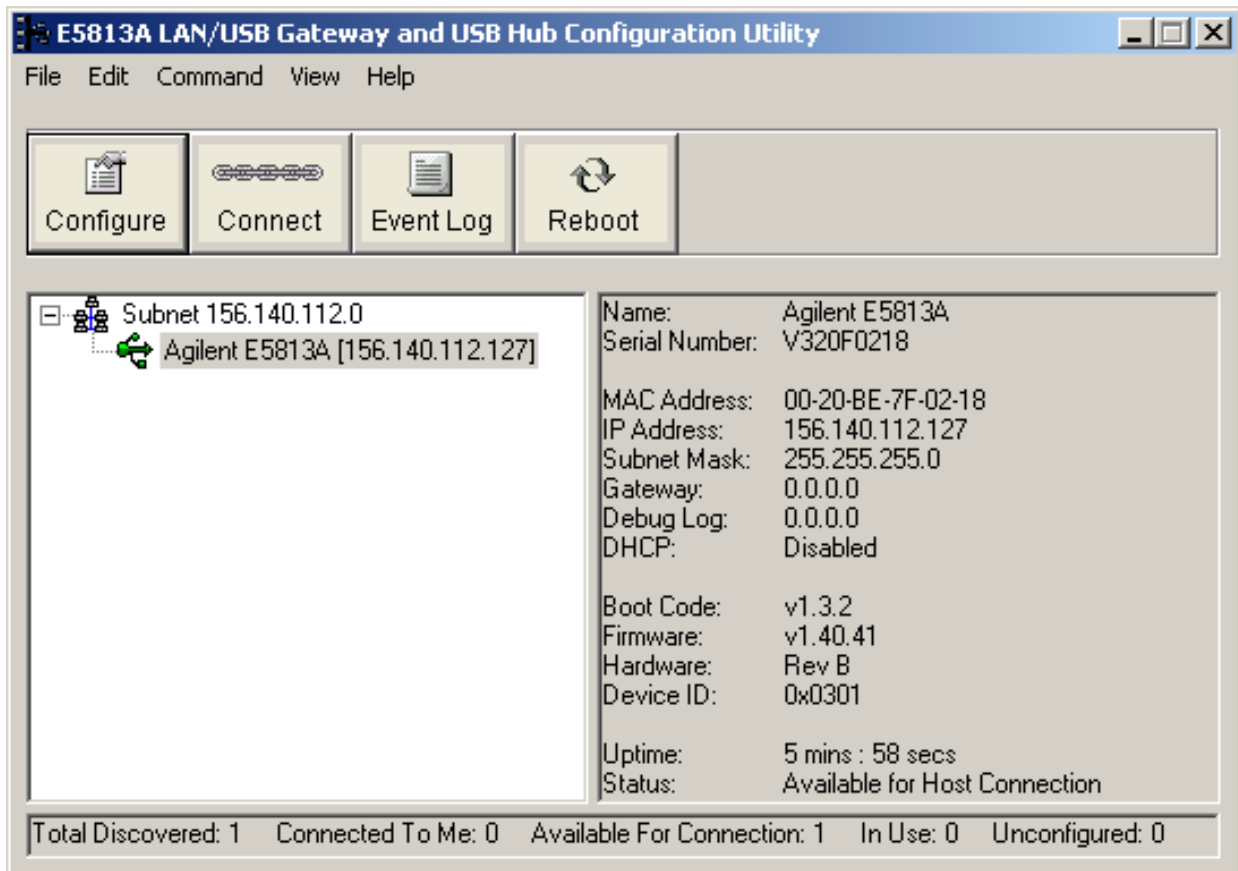 E5813A LAN/USB Gateway and USB Hub Configuration Utility
File Edit Command View Help
Configure Connect Event Log Reboot
Subnet 156.140.112.0
Agilent E5813A [156.140.112.127]
Name: Agilent E5813A
Serial Number: V320F0218
MAC Address: 00-20-BE-7F-02-18
IP Address: 156.140.112.127
Subnet Mask: 255.255.255.0
Gateway: 0.0.0.0
Debug Log: 0.0.0.0
DHCP: Disabled
Boot Code: v1.3.2
Firmware: v1.40.41
Hardware: Rev B
Device ID: 0x0301
Uptime: 5 mins : 58 secs
Status: Available for Host Connection
Total Discovered: 1 Connected To Me: 0 Available For Connection: 1 In Use: 0 Unconfigured: 0